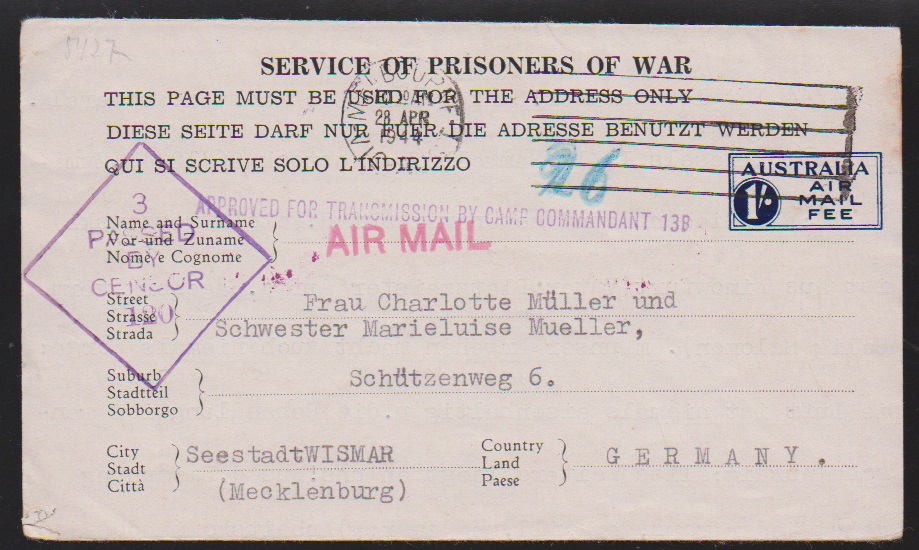 SERVICE OF PRISONERS OF WAR
THIS PAGE MUST BE USED FOR THE ADDRESS ONLY
DIESE SEITE DARF NUR FUER DIE ADRESSE BENUTZT WERDEN
QUI SI SCRIVE SOLO L'INDIRIZZO
MELBOURNE
28 APR
1944
26
AUSTRALIA
1/-
AIR
MAIL
FEE
APPROVED FOR TRANSMISSION BY CAMP COMMANDANT 13B
AIR MAIL
3
PASSED
BY
CENSOR
120
Name and Surname
Vor-und Zuname
Nome e Cognome
Street
Strasse
Strada
Frau Charlotte Müller und
Schwester Marieluise Mueller,
Suburb
Stadtteil
Sobborgo
Schützenweg 6.
City
Stadt
Città
SeestadtWISMAR
(Mecklenburg)
Country
Land
Paese
GERMANY.